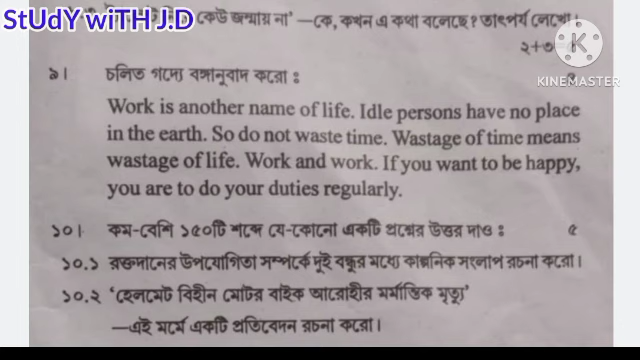 StUdY WiTH J.D
কেউ জন্মায় না' —কে, কখন এ কথা বলেছে? তাৎপর্য লেখো।
২+৩=৫
KINEMASTER
৯। চলিত গদ্যে বঙ্গানুবাদ করো :
Work is another name of life. Idle persons have no place
in the earth. So do not waste time. Wastage of time means
wastage of life. Work and work. If you want to be happy,
you are to do your duties regularly.
১০। কম-বেশি ১৫০টি শব্দে যে-কোনো একটি প্রশ্নের উত্তর দাও : ৫
১০.১ রক্তদানের উপযোগিতা সম্পর্কে দুই বন্ধুর মধ্যে কাল্পনিক সংলাপ রচনা করো।
১০.২ 'হেলমেট বিহীন মোটর বাইক আরোহীর মর্মান্তিক মৃত্যু'
—এই মর্মে একটি প্রতিবেদন রচনা করো।